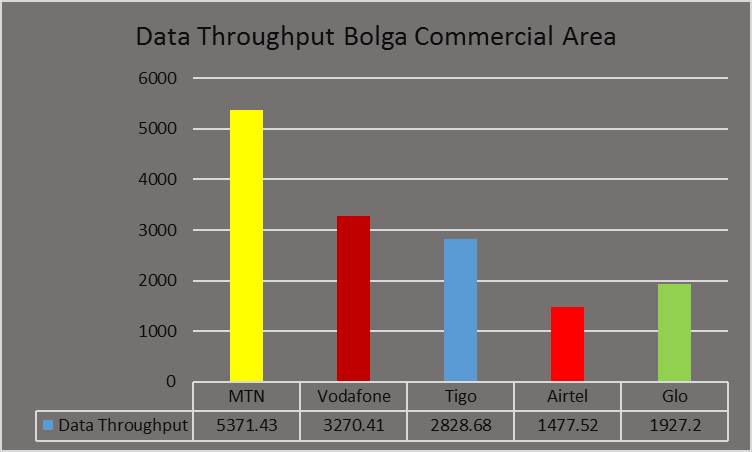 Data Throughput Bolga Commercial Area
6000
5000
4000
3000
2000
1000
0
MTN Vodafone Tigo Airtel Glo
Data Throughput 5371.43 3270.41 2828.68 1477.52 1927.2